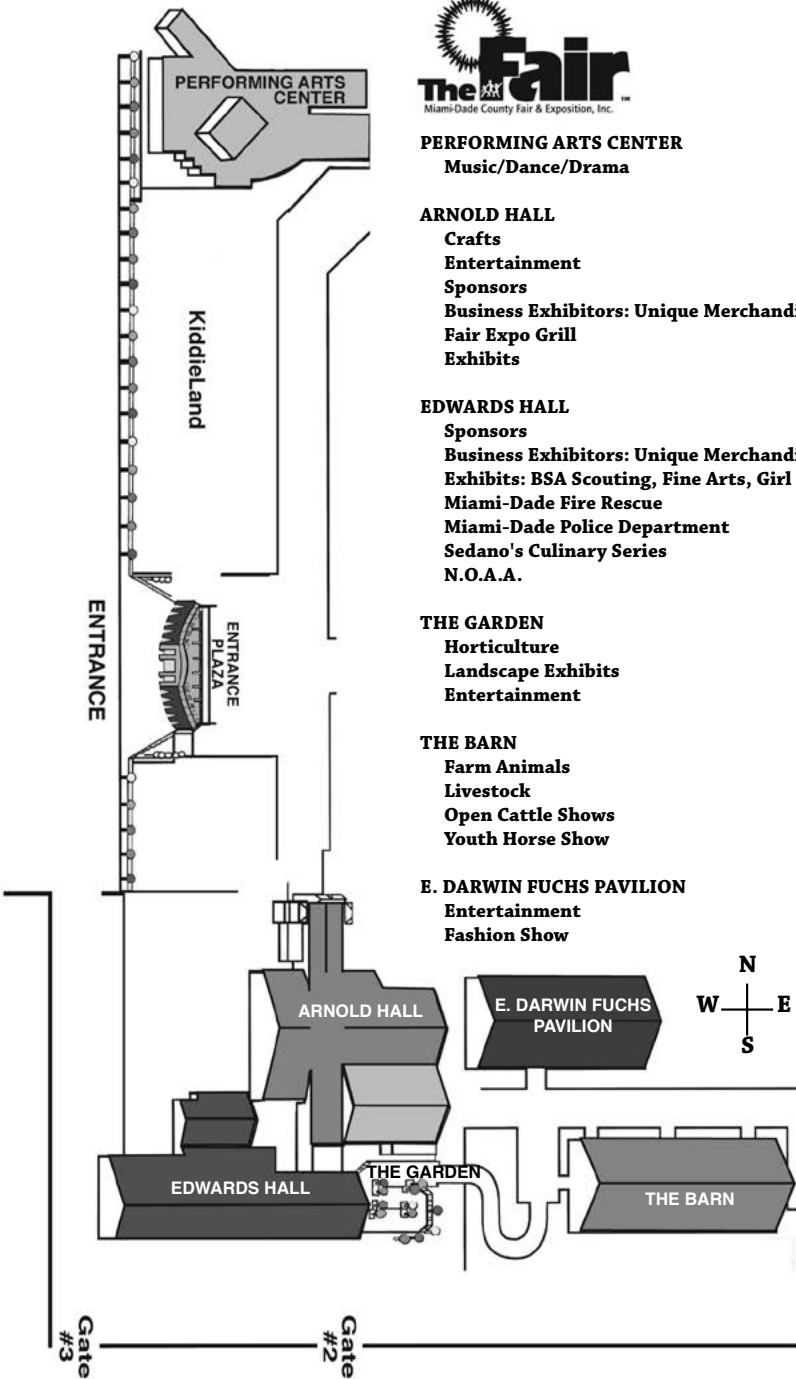 The Fair™
Miami-Dade County Fair & Exposition, Inc.
PERFORMING ARTS CENTER
Music/Dance/Drama
ARNOLD HALL
Crafts
Entertainment
Sponsors
Business Exhibitors: Unique Merchandi
Fair Expo Grill
Exhibits
EDWARDS HALL
Sponsors
Business Exhibitors: Unique Merchandi
Exhibits: BSA Scouting, Fine Arts, Girl
Miami-Dade Fire Rescue
Miami-Dade Police Department
Sedano's Culinary Series
N.O.A.A.
THE GARDEN
Horticulture
Landscape Exhibits
Entertainment
THE BARN
Farm Animals
Livestock
Open Cattle Shows
Youth Horse Show
E. DARWIN FUCHS PAVILION
Entertainment
Fashion Show
PERFORMING ARTS
CENTER
KiddieLand
ENTRANCE
ENTRANCE
PLAZA
N
W E
S
ARNOLD HALL
E. DARWIN FUCHS
PAVILION
EDWARDS HALL
THE GARDEN
THE BARN
Gate
#3
Gate
#2